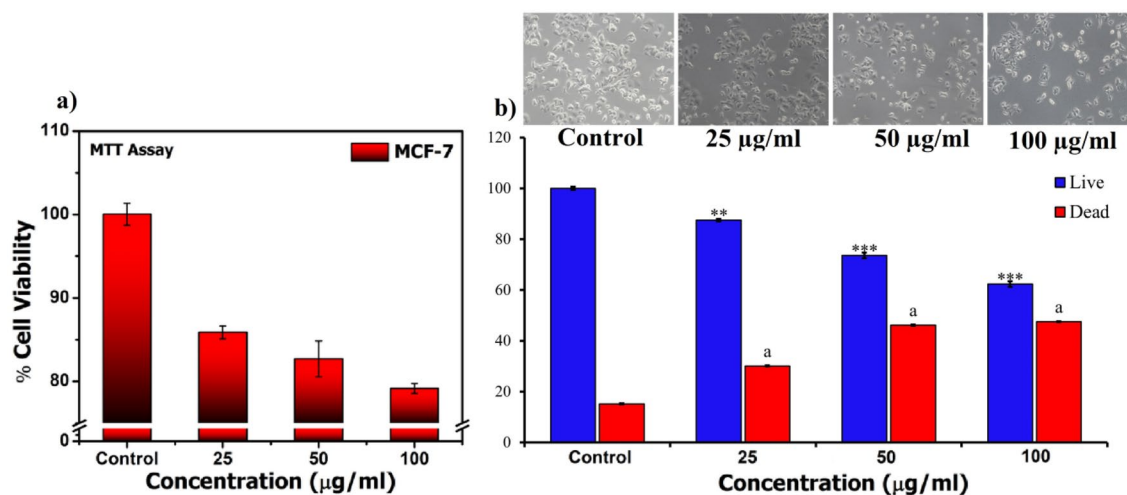 a)
MTT Assay
MCF-7
% Cell Viability
110
100
90
80
0
Control
25
50
100
Concentration (μg/ml)
b)
Control
25 μg/ml
50 μg/ml
100 μg/ml
Live
Dead
120
100
80
60
40
20
0
**
***
***
a
a
a
Control
25
50
100
Concentration (μg/ml)